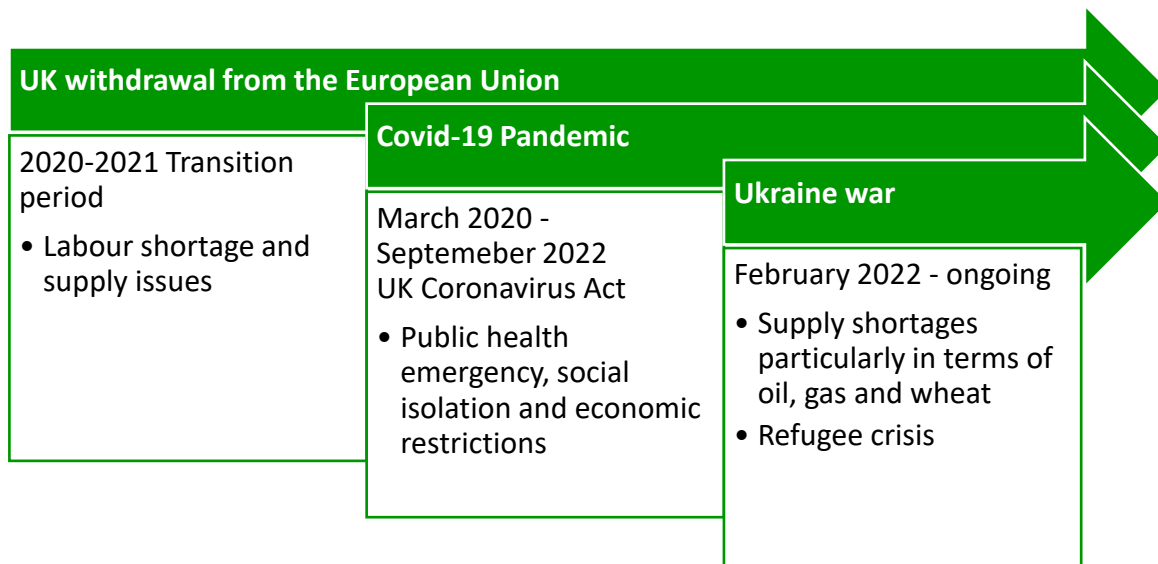 UK withdrawal from the European Union
2020-2021 Transition
period
• Labour shortage and
supply issues
Covid-19 Pandemic
March 2020 -
Septemeber 2022
UK Coronavirus Act
• Public health
emergency, social
isolation and economic
restrictions
Ukraine war
February 2022 - ongoing
• Supply shortages
particularly in terms of
oil, gas and wheat
• Refugee crisis